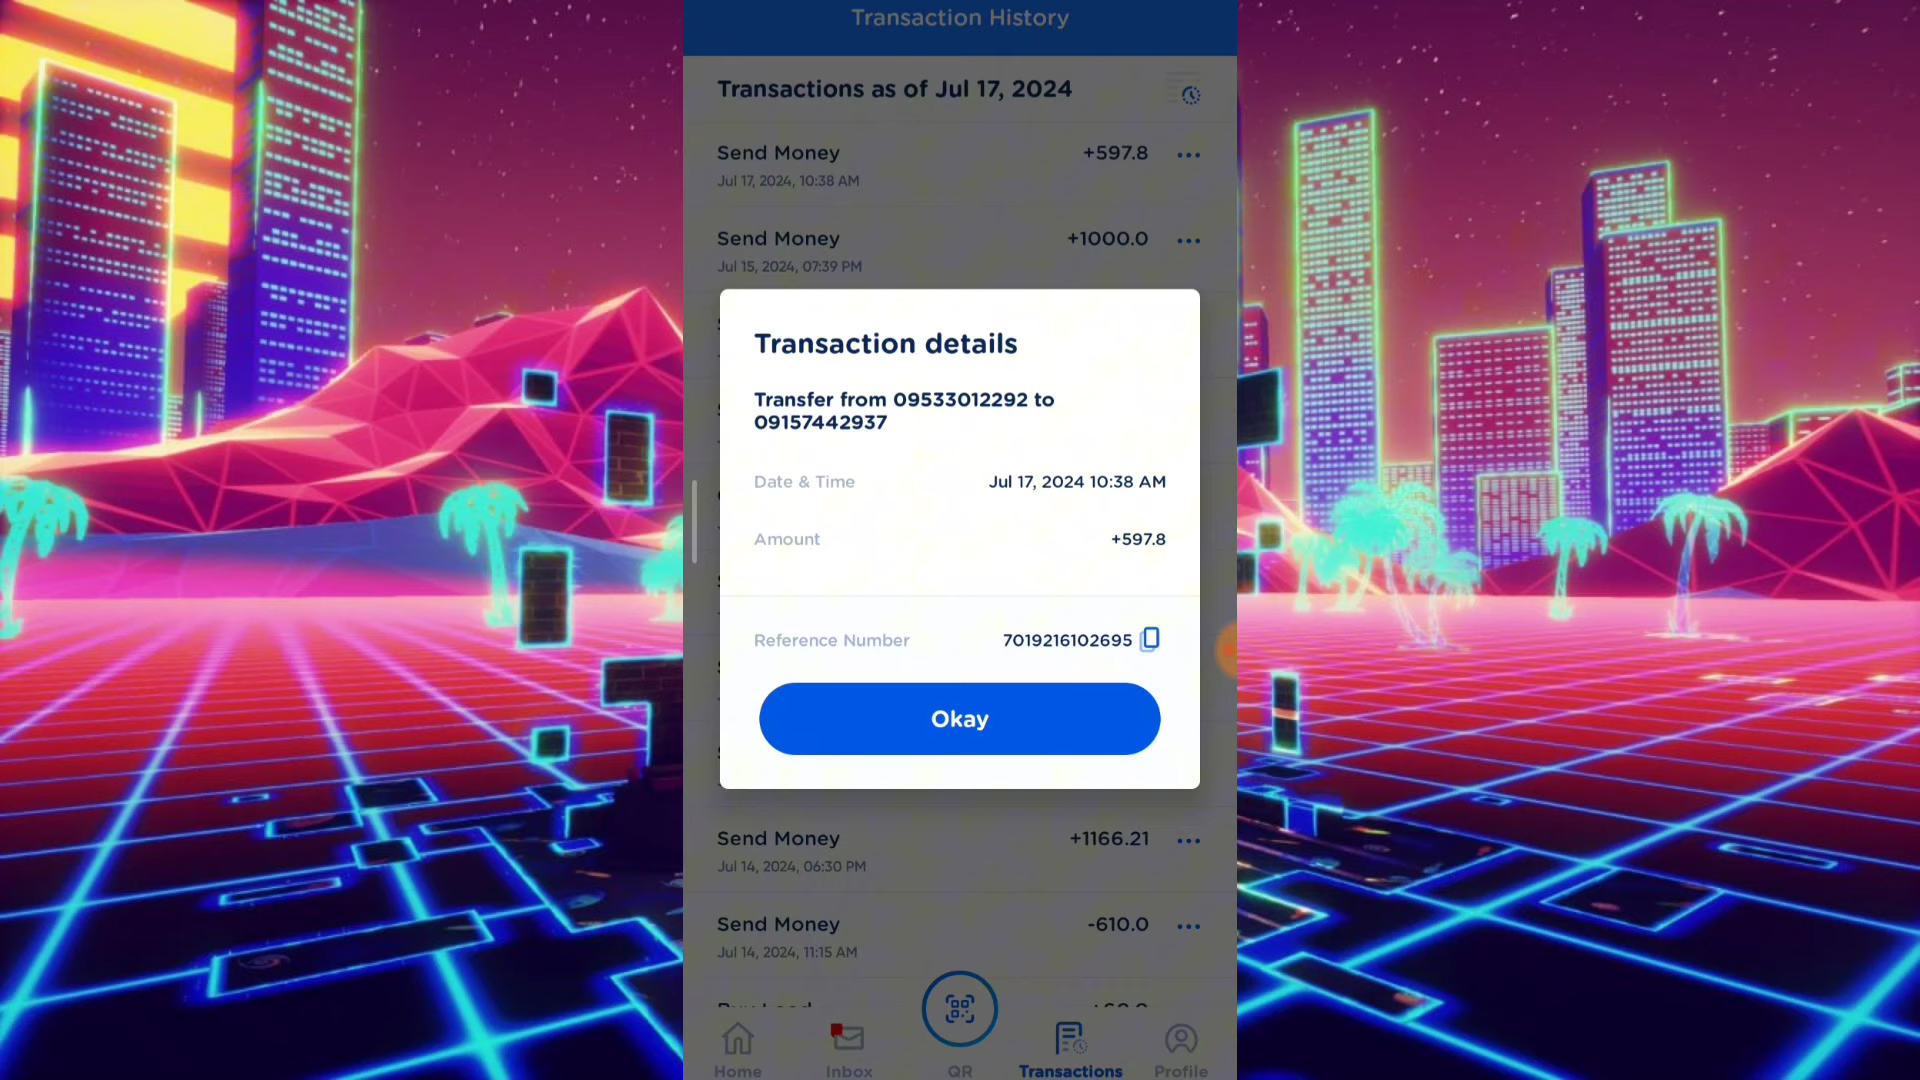 Transaction History
Transactions as of Jul 17, 2024
Send Money +597.8
Jul 17, 2024, 10:38 AM
Send Money +1000.0
Jul 15, 2024, 07:39 PM
Transaction details
Transfer from 09533012292 to
09157442937
Date & Time Jul 17, 2024 10:38 AM
Amount +597.8
Reference Number 7019216102695
Okay
Send Money +1166.21
Jul 14, 2024, 06:30 PM
Send Money -610.0
Jul 14, 2024, 11:15 AM
Home Inbox QR Transactions Profile